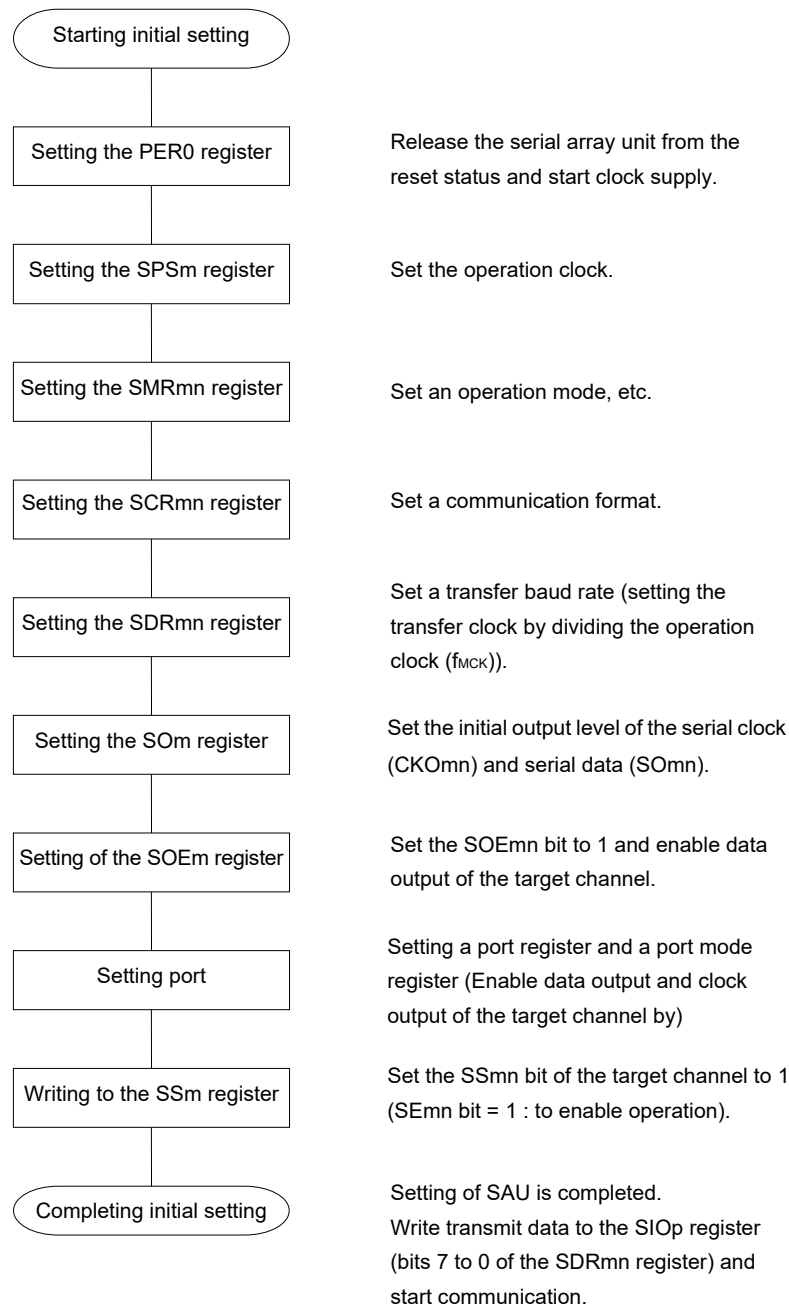 Starting initial setting
Setting the PER0 register
Release the serial array unit from the
reset status and start clock supply.
Setting the SPSm register
Set the operation clock.
Setting the SMRmn register
Set an operation mode, etc.
Setting the SCRmn register
Set a communication format.
Setting the SDRmn register
Set a transfer baud rate (setting the
transfer clock by dividing the operation
clock (fMCK)).
Setting the SOm register
Set the initial output level of the serial clock
(CKOmn) and serial data (SOmn).
Setting of the SOEm register
Set the SOEmn bit to 1 and enable data
output of the target channel.
Setting port
Setting a port register and a port mode
register (Enable data output and clock
output of the target channel by)
Writing to the SSm register
Set the SSmn bit of the target channel to 1
(SEmn bit = 1 : to enable operation).
Completing initial setting
Setting of SAU is completed.
Write transmit data to the SIOp register
(bits 7 to 0 of the SDRmn register) and
start communication.